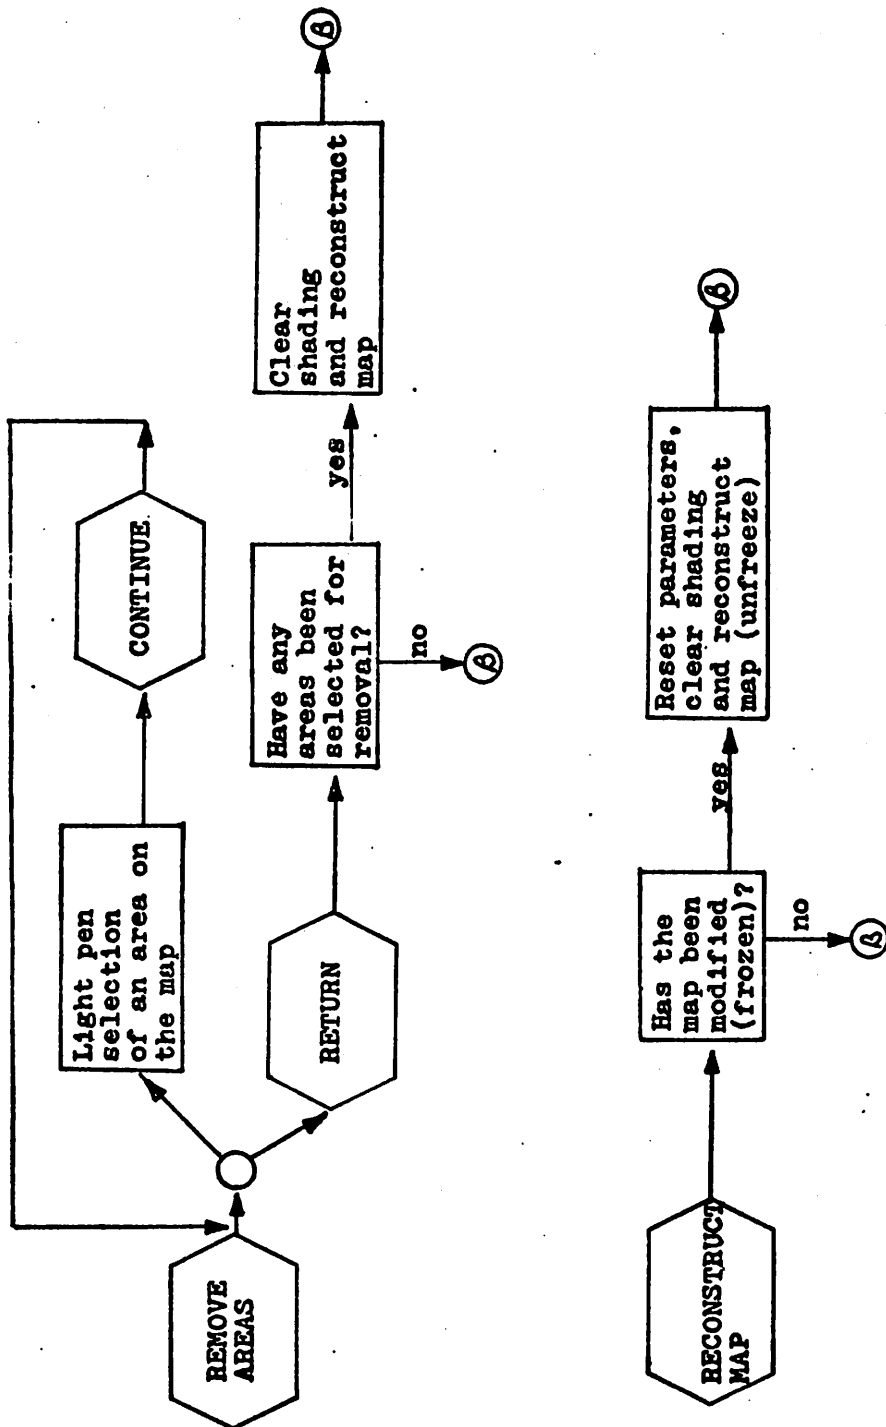 REMOVE
AREAS
Light pen
selection
of an area on
the map
CONTINUE
RETURN
Have any
areas been
selected for
removal?
yes
no
β
Clear
shading
and reconstruct
map
β
RECONSTRUCT
MAP
Has the
map been
modified
(frozen)?
yes
no
β
Reset parameters,
clear shading
and reconstruct
map (unfreeze)
β